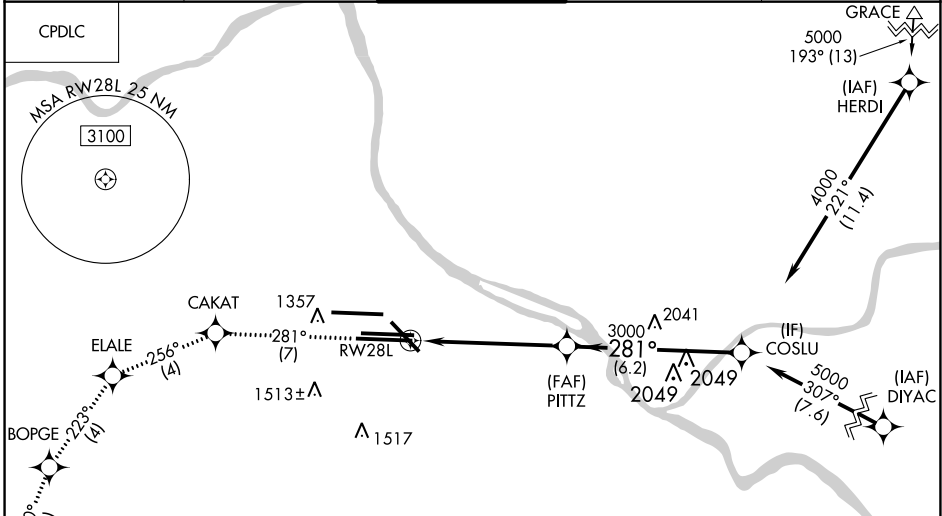 CPDLC
GRACE
5000
193° (13)
(IAF)
HERDI
MSA RW28L 25 NM
3100
4000
221°
(11.4)
CAKAT
1357
281°
(7)
RW28L
ELALE
256°
(4)
1513±
1517
BOPGE
223°
(4)
(FAF)
PITTZ
3000
281°
(6.2)
2041
2049
2049
(IF)
COSLU
5000
307°
(7.6)
(IAF)
DIYAC